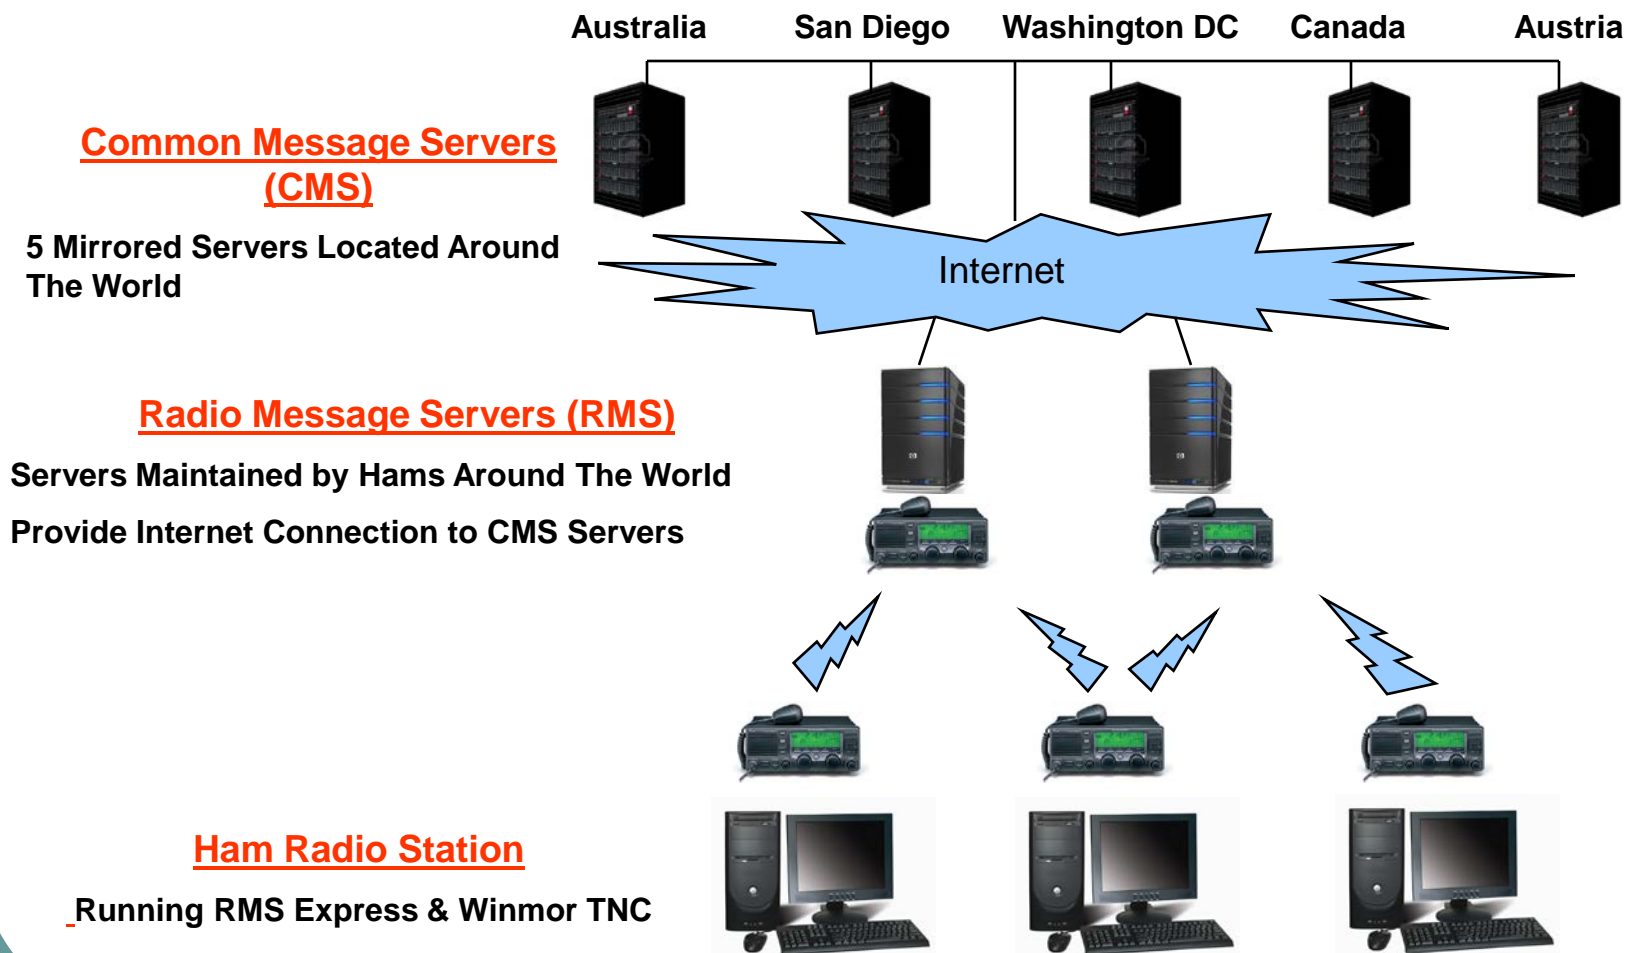 Australia San Diego Washington DC Canada Austria
Common Message Servers
(CMS)
5 Mirrored Servers Located Around
The World
Internet
Radio Message Servers (RMS)
Servers Maintained by Hams Around The World
Provide Internet Connection to CMS Servers
Ham Radio Station
Running RMS Express & Winmor TNC